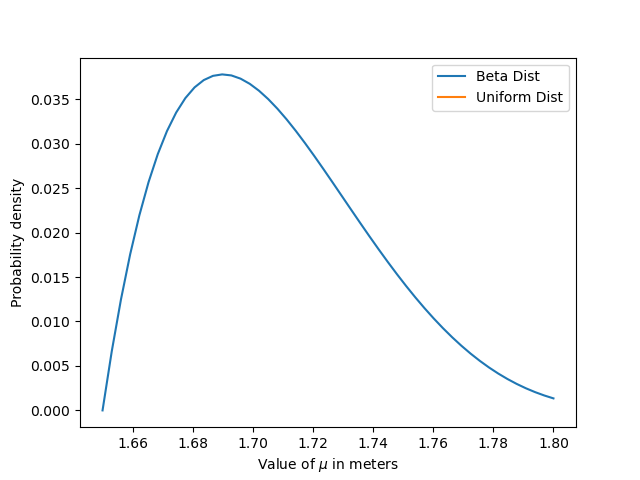 Beta Dist
Uniform Dist
Probability density
0.035
0.030
0.025
0.020
0.015
0.010
0.005
0.000
1.66 1.68 1.70 1.72 1.74 1.76 1.78 1.80
Value of μ in meters